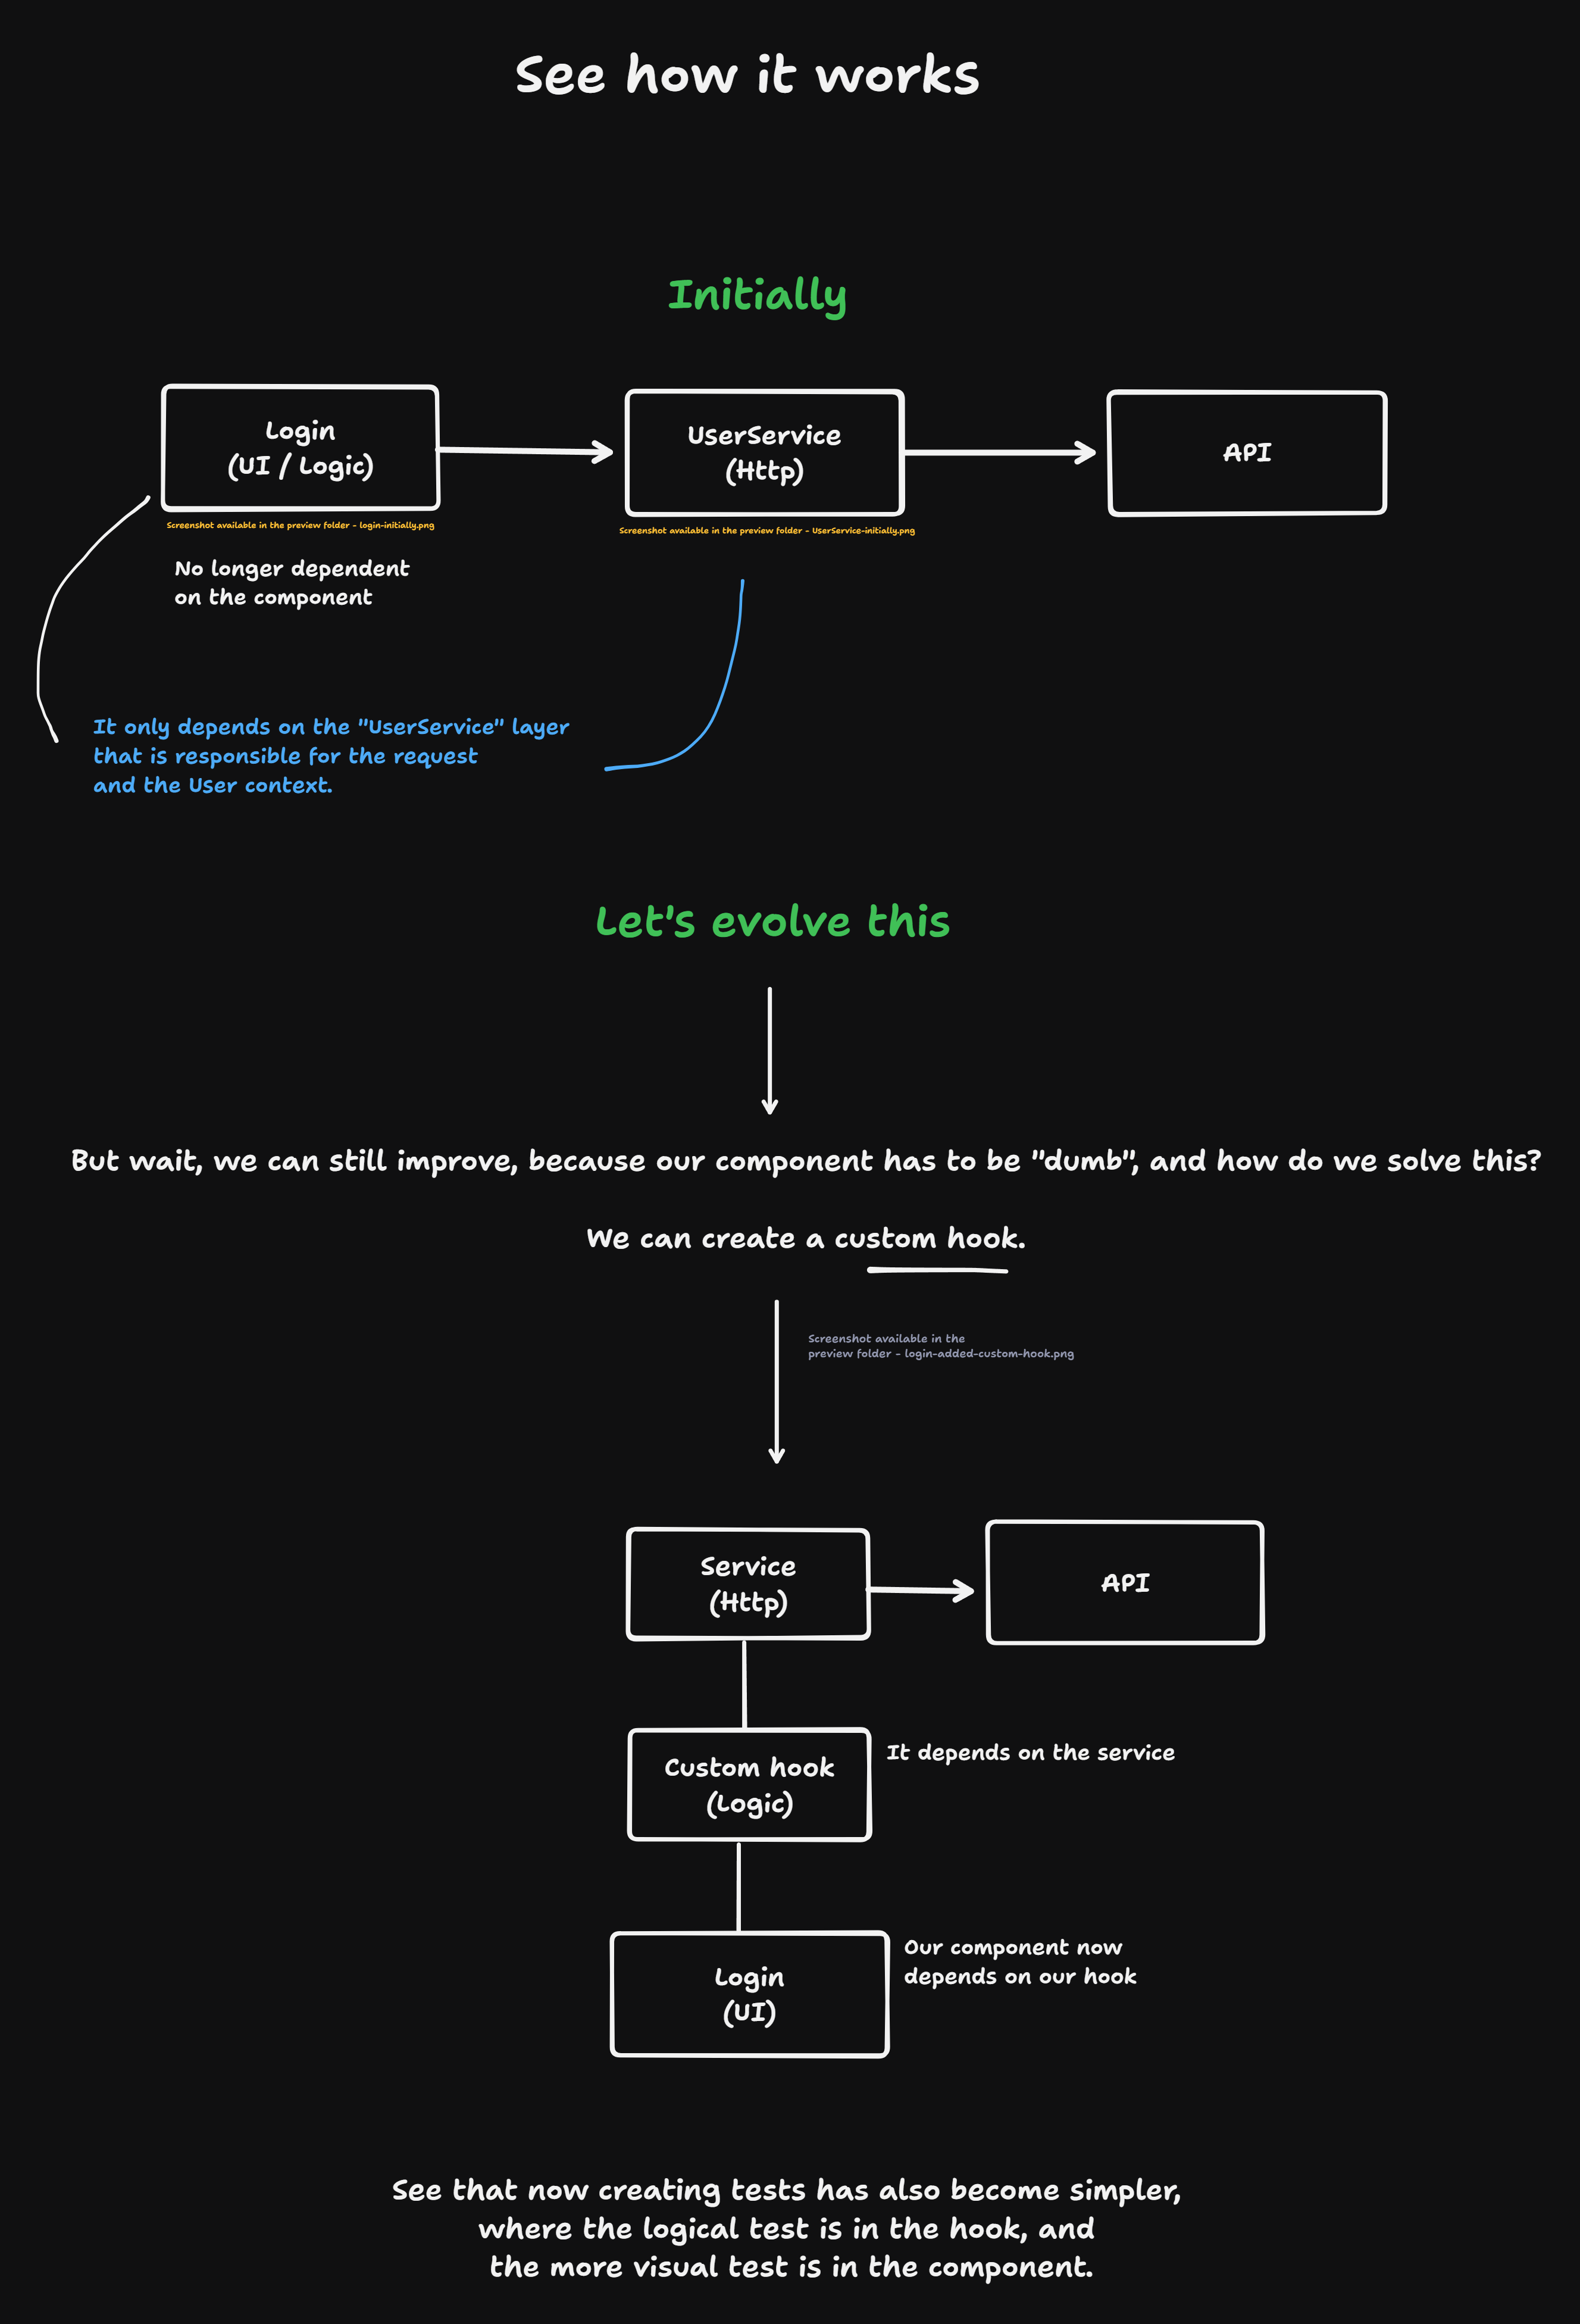 See how it works
Initially
Login
(UI / Logic)
UserService
(Http)
API
Screenshot available in the preview folder - login-initially.png
Screenshot available in the preview folder - UserService-initially.png
No longer dependent
on the component
It only depends on the "UserService" layer
that is responsible for the request
and the User context.
Let's evolve this
But wait, we can still improve, because our component has to be "dumb", and how do we solve this?
We can create a custom hook.
Screenshot available in the
preview folder - login-added-custom-hook.png
Service
(Http)
API
Custom hook
(Logic)
It depends on the service
Login
(UI)
Our component now
depends on our hook
See that now creating tests has also become simpler,
where the logical test is in the hook, and
the more visual test is in the component.